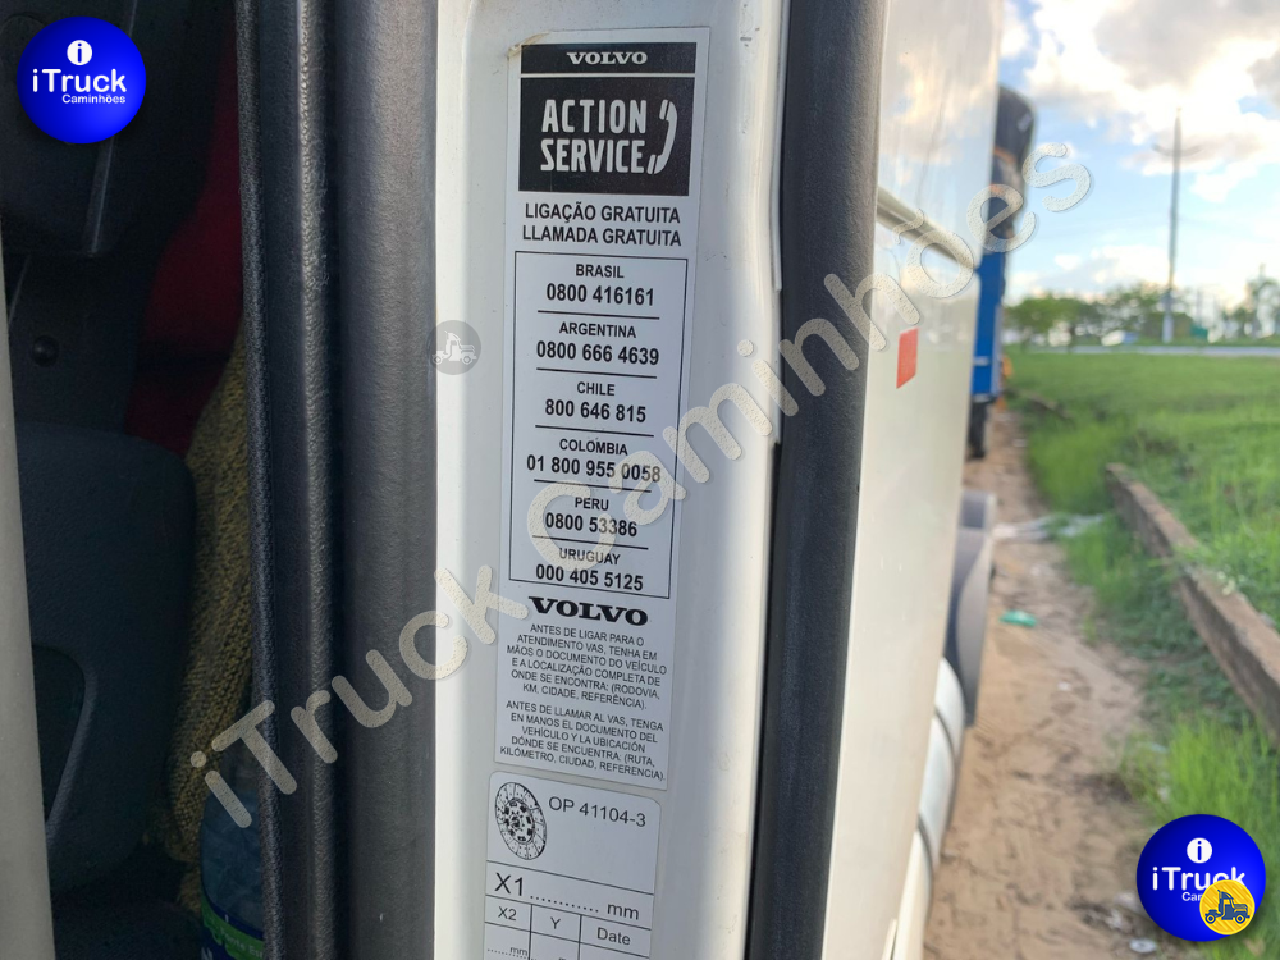 i
iTruck
Caminhões
VOLVO
ACTION
SERVICE
LIGAÇÃO GRATUITA
LLAMADA GRATUITA
BRASIL
0800 416161
ARGENTINA
0800 666 4639
CHILE
800 646 815
COLÔMBIA
01 800 955 0058
PERU
0800 53386
URUGUAY
000 405 5125
VOLVO
ANTES DE LIGAR PARA O
ATENDIMENTO VAS, TENHA EM
MÃOS O DOCUMENTO DO VEÍCULO
E A LOCALIZAÇÃO COMPLETA DE
ONDE SE ENCONTRA: (RODOVIA,
KM, CIDADE, REFERÊNCIA).
ANTES DE LLAMAR AL VAS, TENGA
EN MANOS EL DOCUMENTO DEL
VEHÍCULO Y LA UBICACIÓN
DÓNDE SE ENCUENTRA: (RUTA,
KILÓMETRO, CIUDAD, REFERENCIA).
OP 41104-3
X1............ mm
X2 Y Date
........mm
iTruck Caminhões
i
iTruck